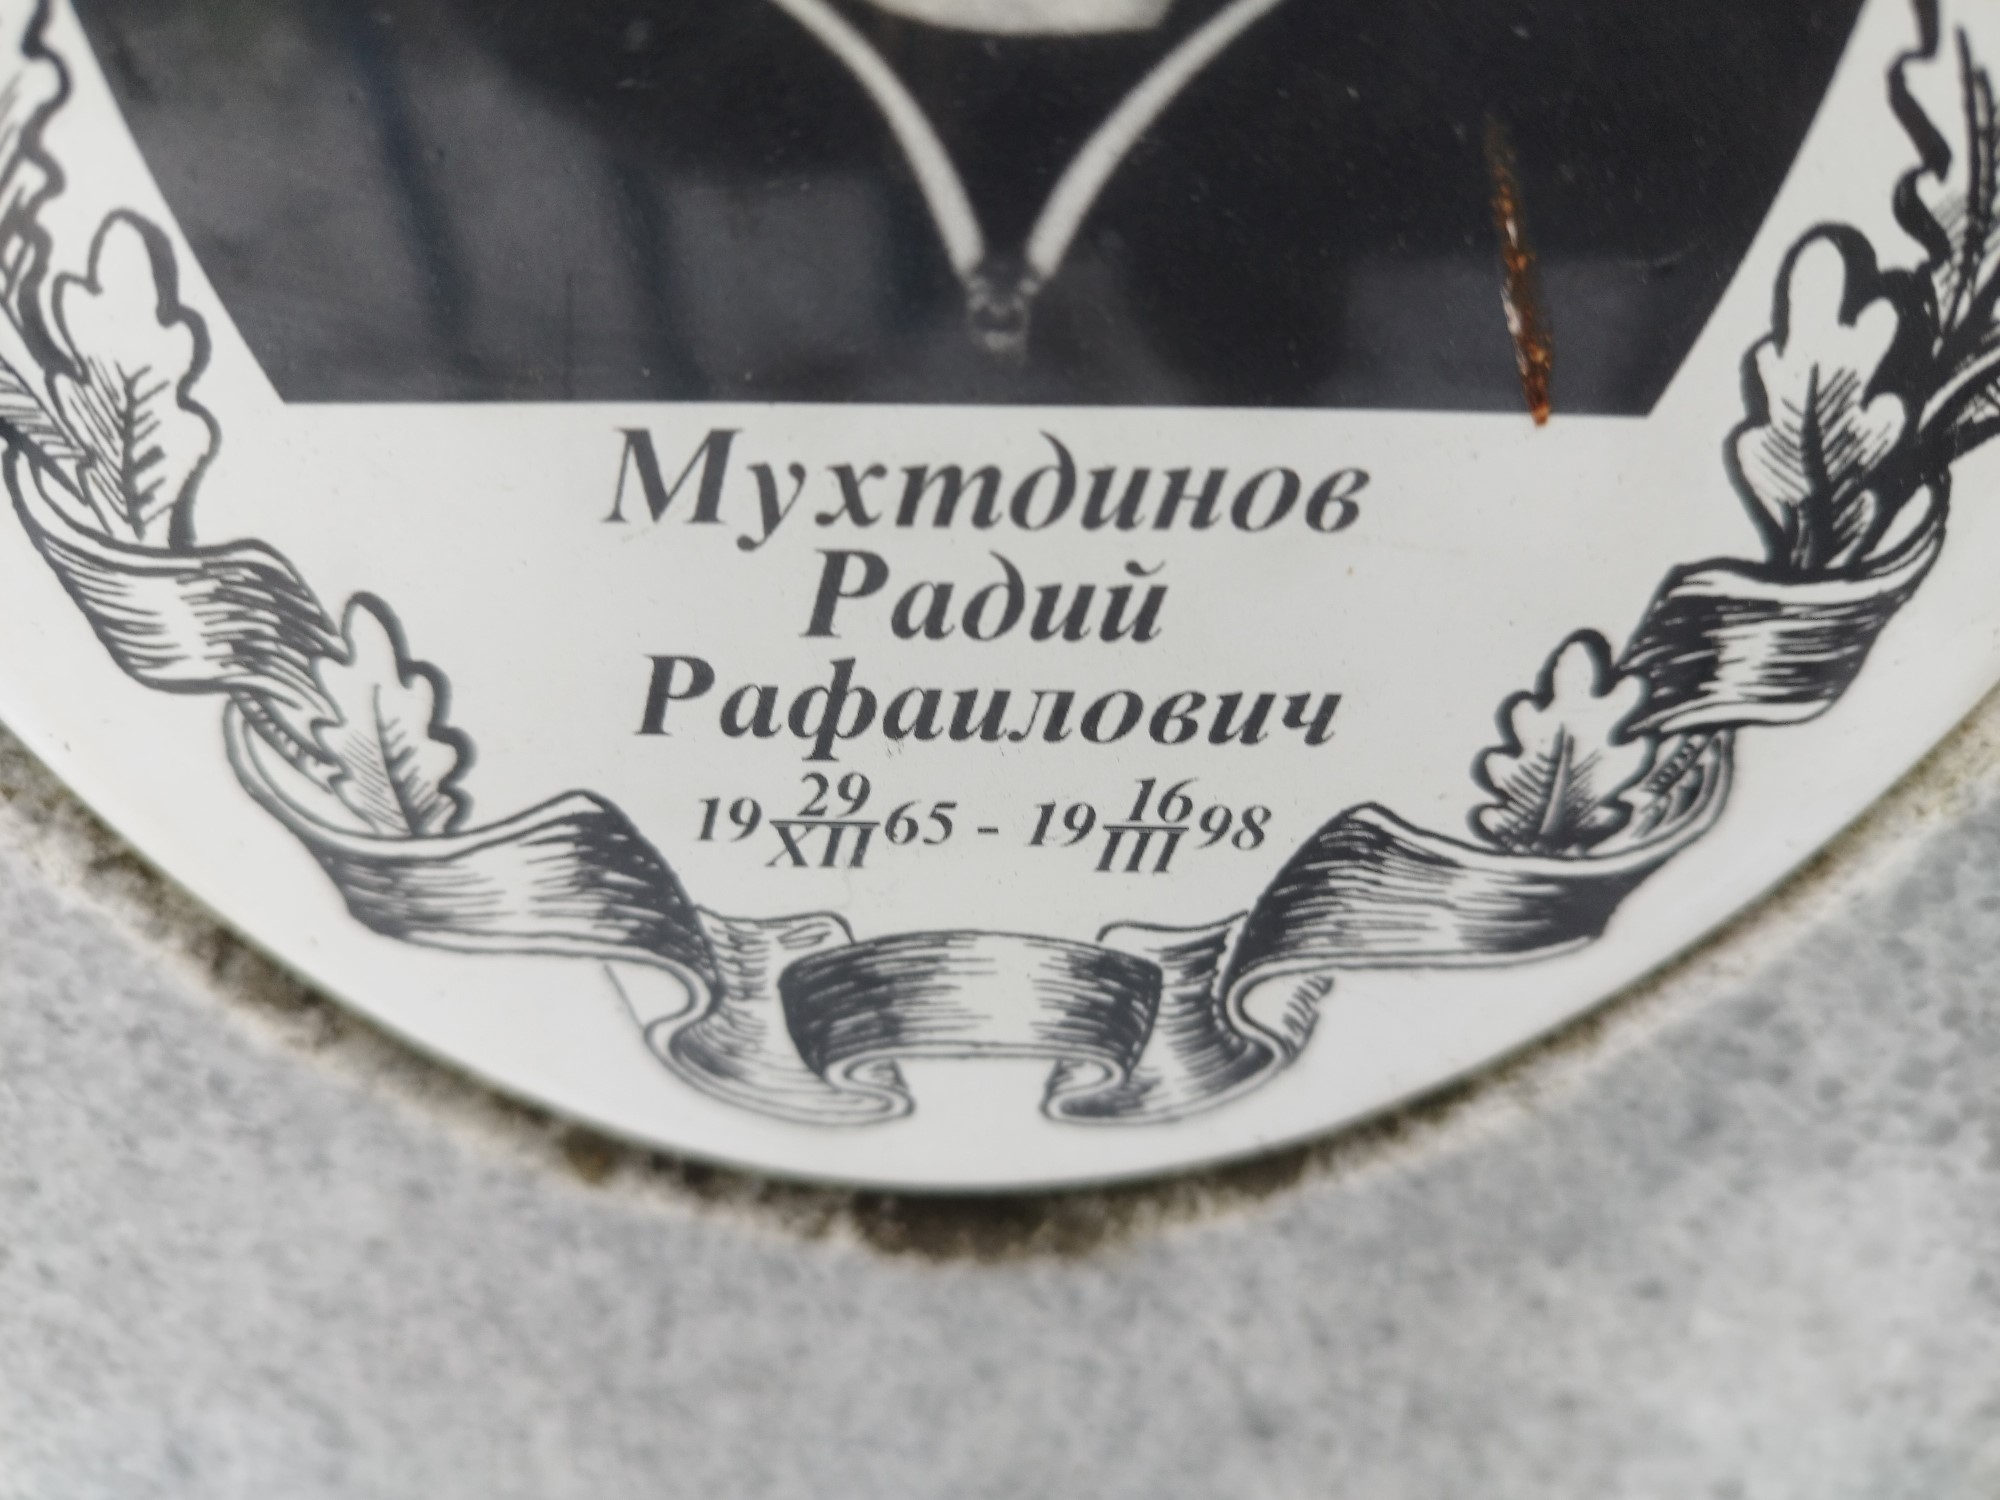 Мухтдинов
Радий
Рафаилович
19 29/XII 65 - 19 16/III 98